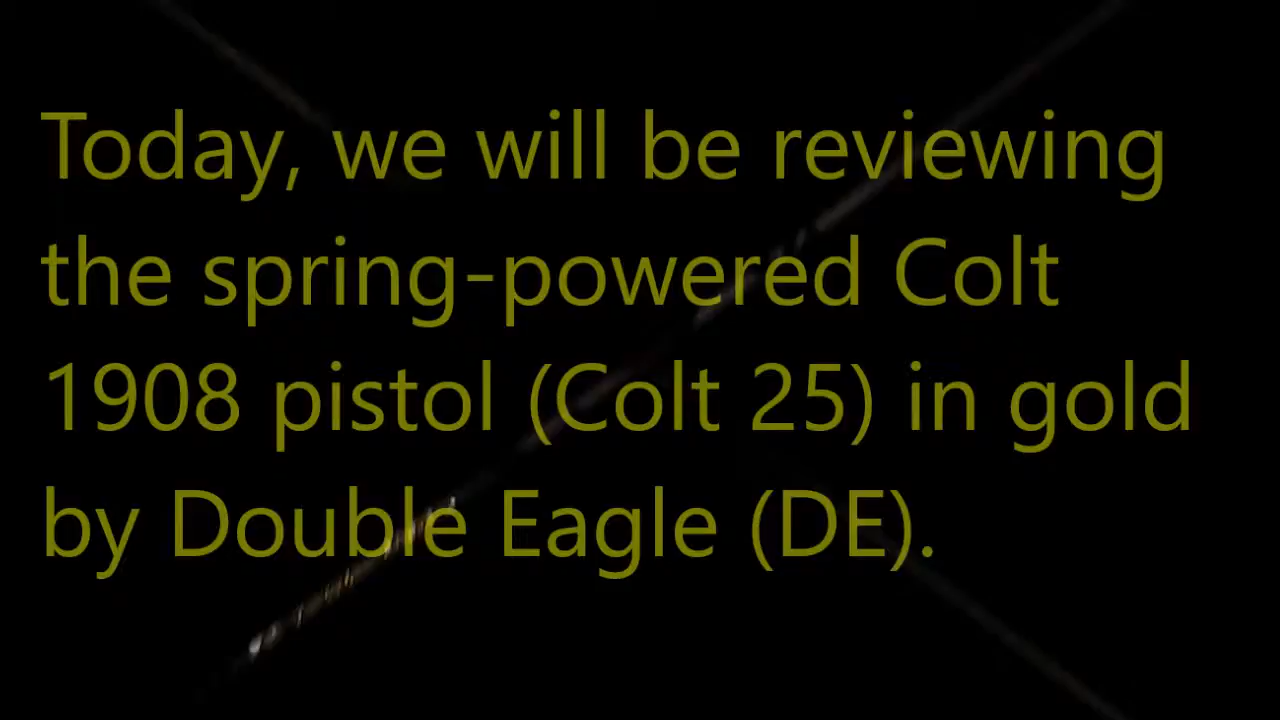 Today, we will be reviewing
the spring-powered Colt
1908 pistol (Colt 25) in gold
by Double Eagle (DE).